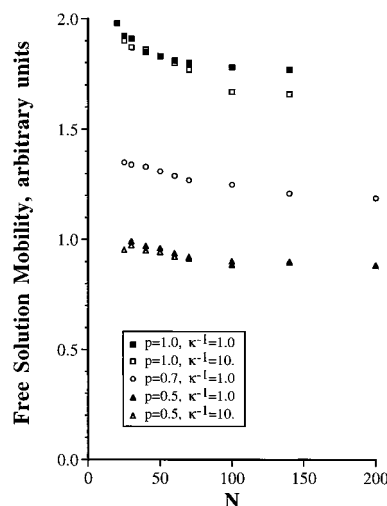 Free Solution Mobility, arbitrary units
2.0
1.5
1.0
0.5
0.0
p=1.0, κ⁻¹=1.0
p=1.0, κ⁻¹=10.
p=0.7, κ⁻¹=1.0
p=0.5, κ⁻¹=1.0
p=0.5, κ⁻¹=10.
0 50 100 150 200
N